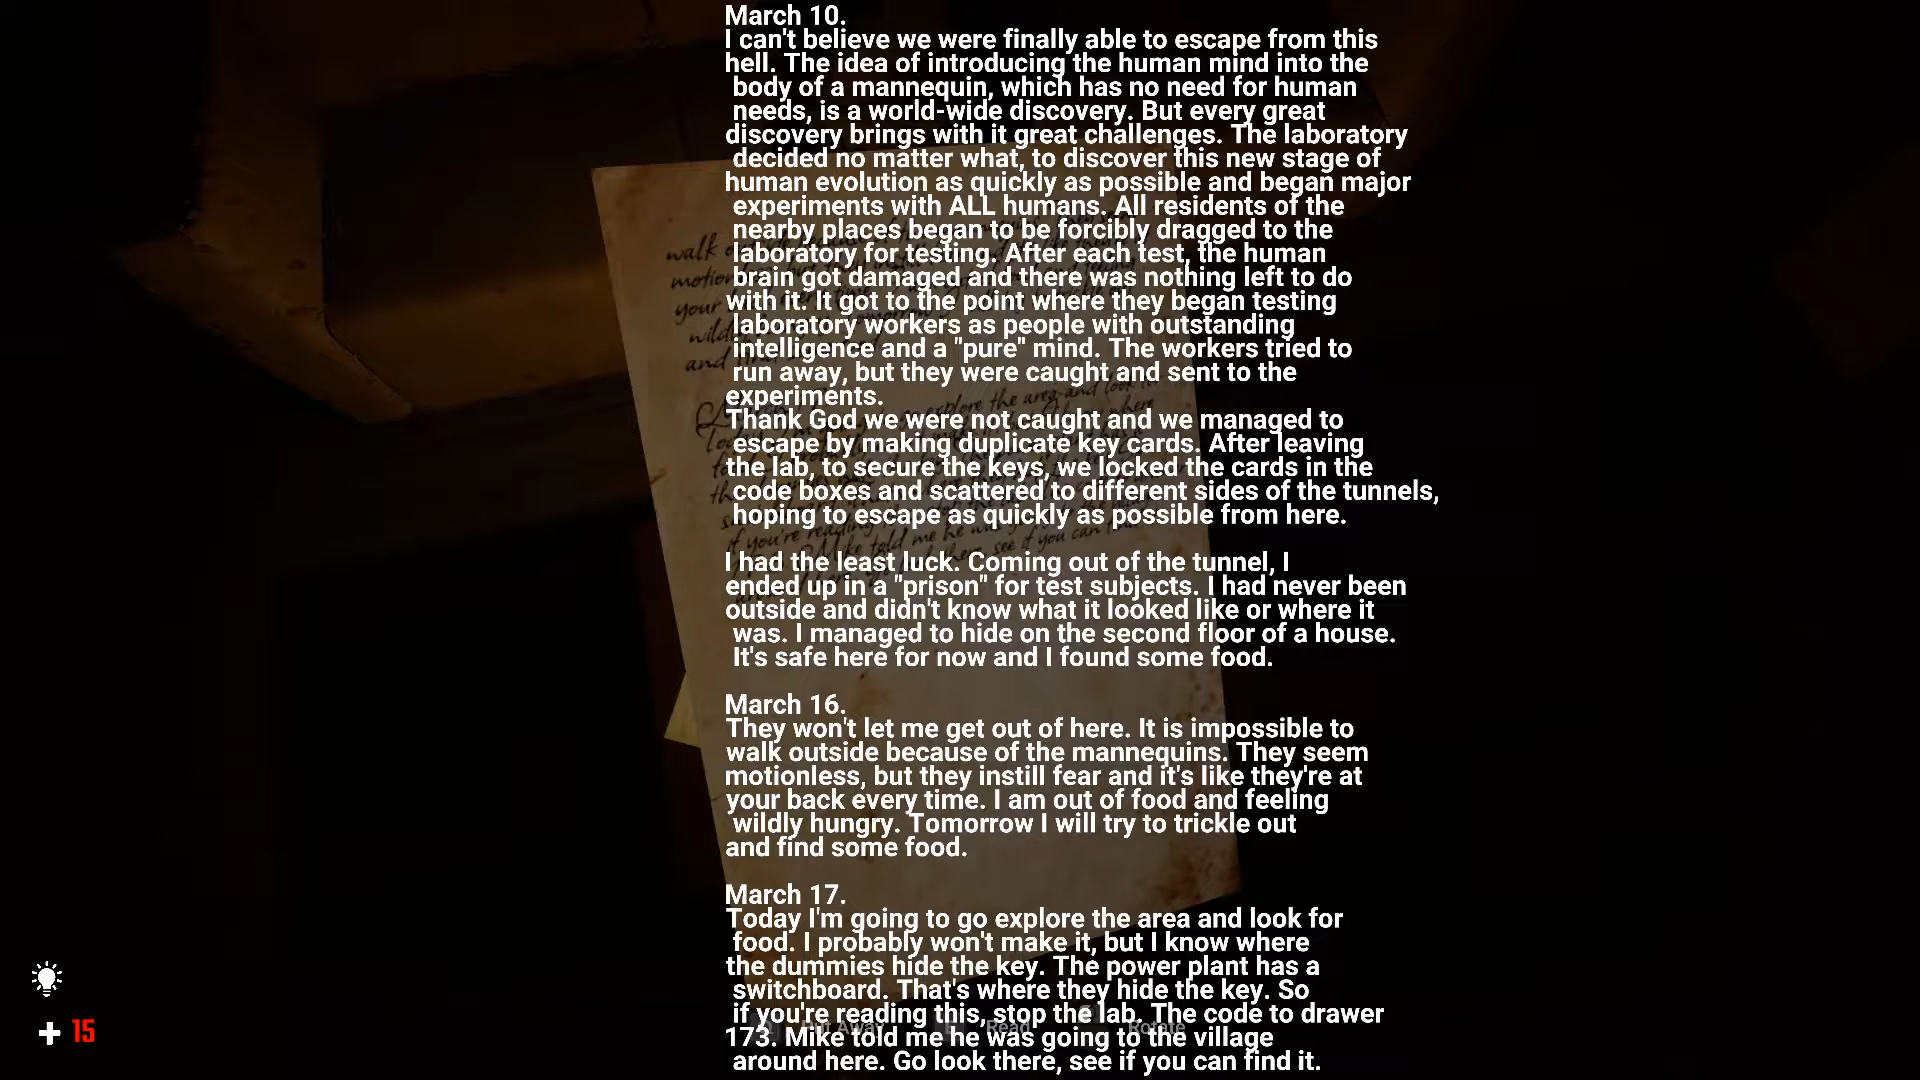 March 10.
I can't believe we were finally able to escape from this
hell. The idea of introducing the human mind into the
body of a mannequin, which has no need for human
needs, is a world-wide discovery. But every great
discovery brings with it great challenges. The laboratory
decided no matter what, to discover this new stage of
human evolution as quickly as possible and began major
experiments with ALL humans. All residents of the
nearby places began to be forcibly dragged to the
laboratory for testing. After each test, the human
brain got damaged and there was nothing left to do
with it. It got to the point where they began testing
laboratory workers as people with outstanding
intelligence and a "pure" mind. The workers tried to
run away, but they were caught and sent to the
experiments.
Thank God we were not caught and we managed to
escape by making duplicate key cards. After leaving
the lab, to secure the keys, we locked the cards in the
code boxes and scattered to different sides of the tunnels,
hoping to escape as quickly as possible from here.
I had the least luck. Coming out of the tunnel, I
ended up in a "prison" for test subjects. I had never been
outside and didn't know what it looked like or where it
was. I managed to hide on the second floor of a house.
It's safe here for now and I found some food.
March 16.
They won't let me get out of here. It is impossible to
walk outside because of the mannequins. They seem
motionless, but they instill fear and it's like they're at
your back every time. I am out of food and feeling
wildly hungry. Tomorrow I will try to trickle out
and find some food.
March 17.
Today I'm going to go explore the area and look for
food. I probably won't make it, but I know where
the dummies hide the key. The power plant has a
switchboard. That's where they hide the key. So
if you're reading this, stop the lab. The code to drawer
173. Mike told me he was going to the village
around here. Go look there, see if you can find it.
Put Away Read Rotate
+ 15